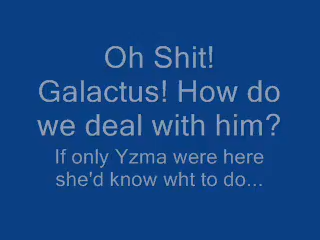 Oh Shit!
Galactus! How do
we deal with him?
If only Yzma were here
she'd know wht to do...